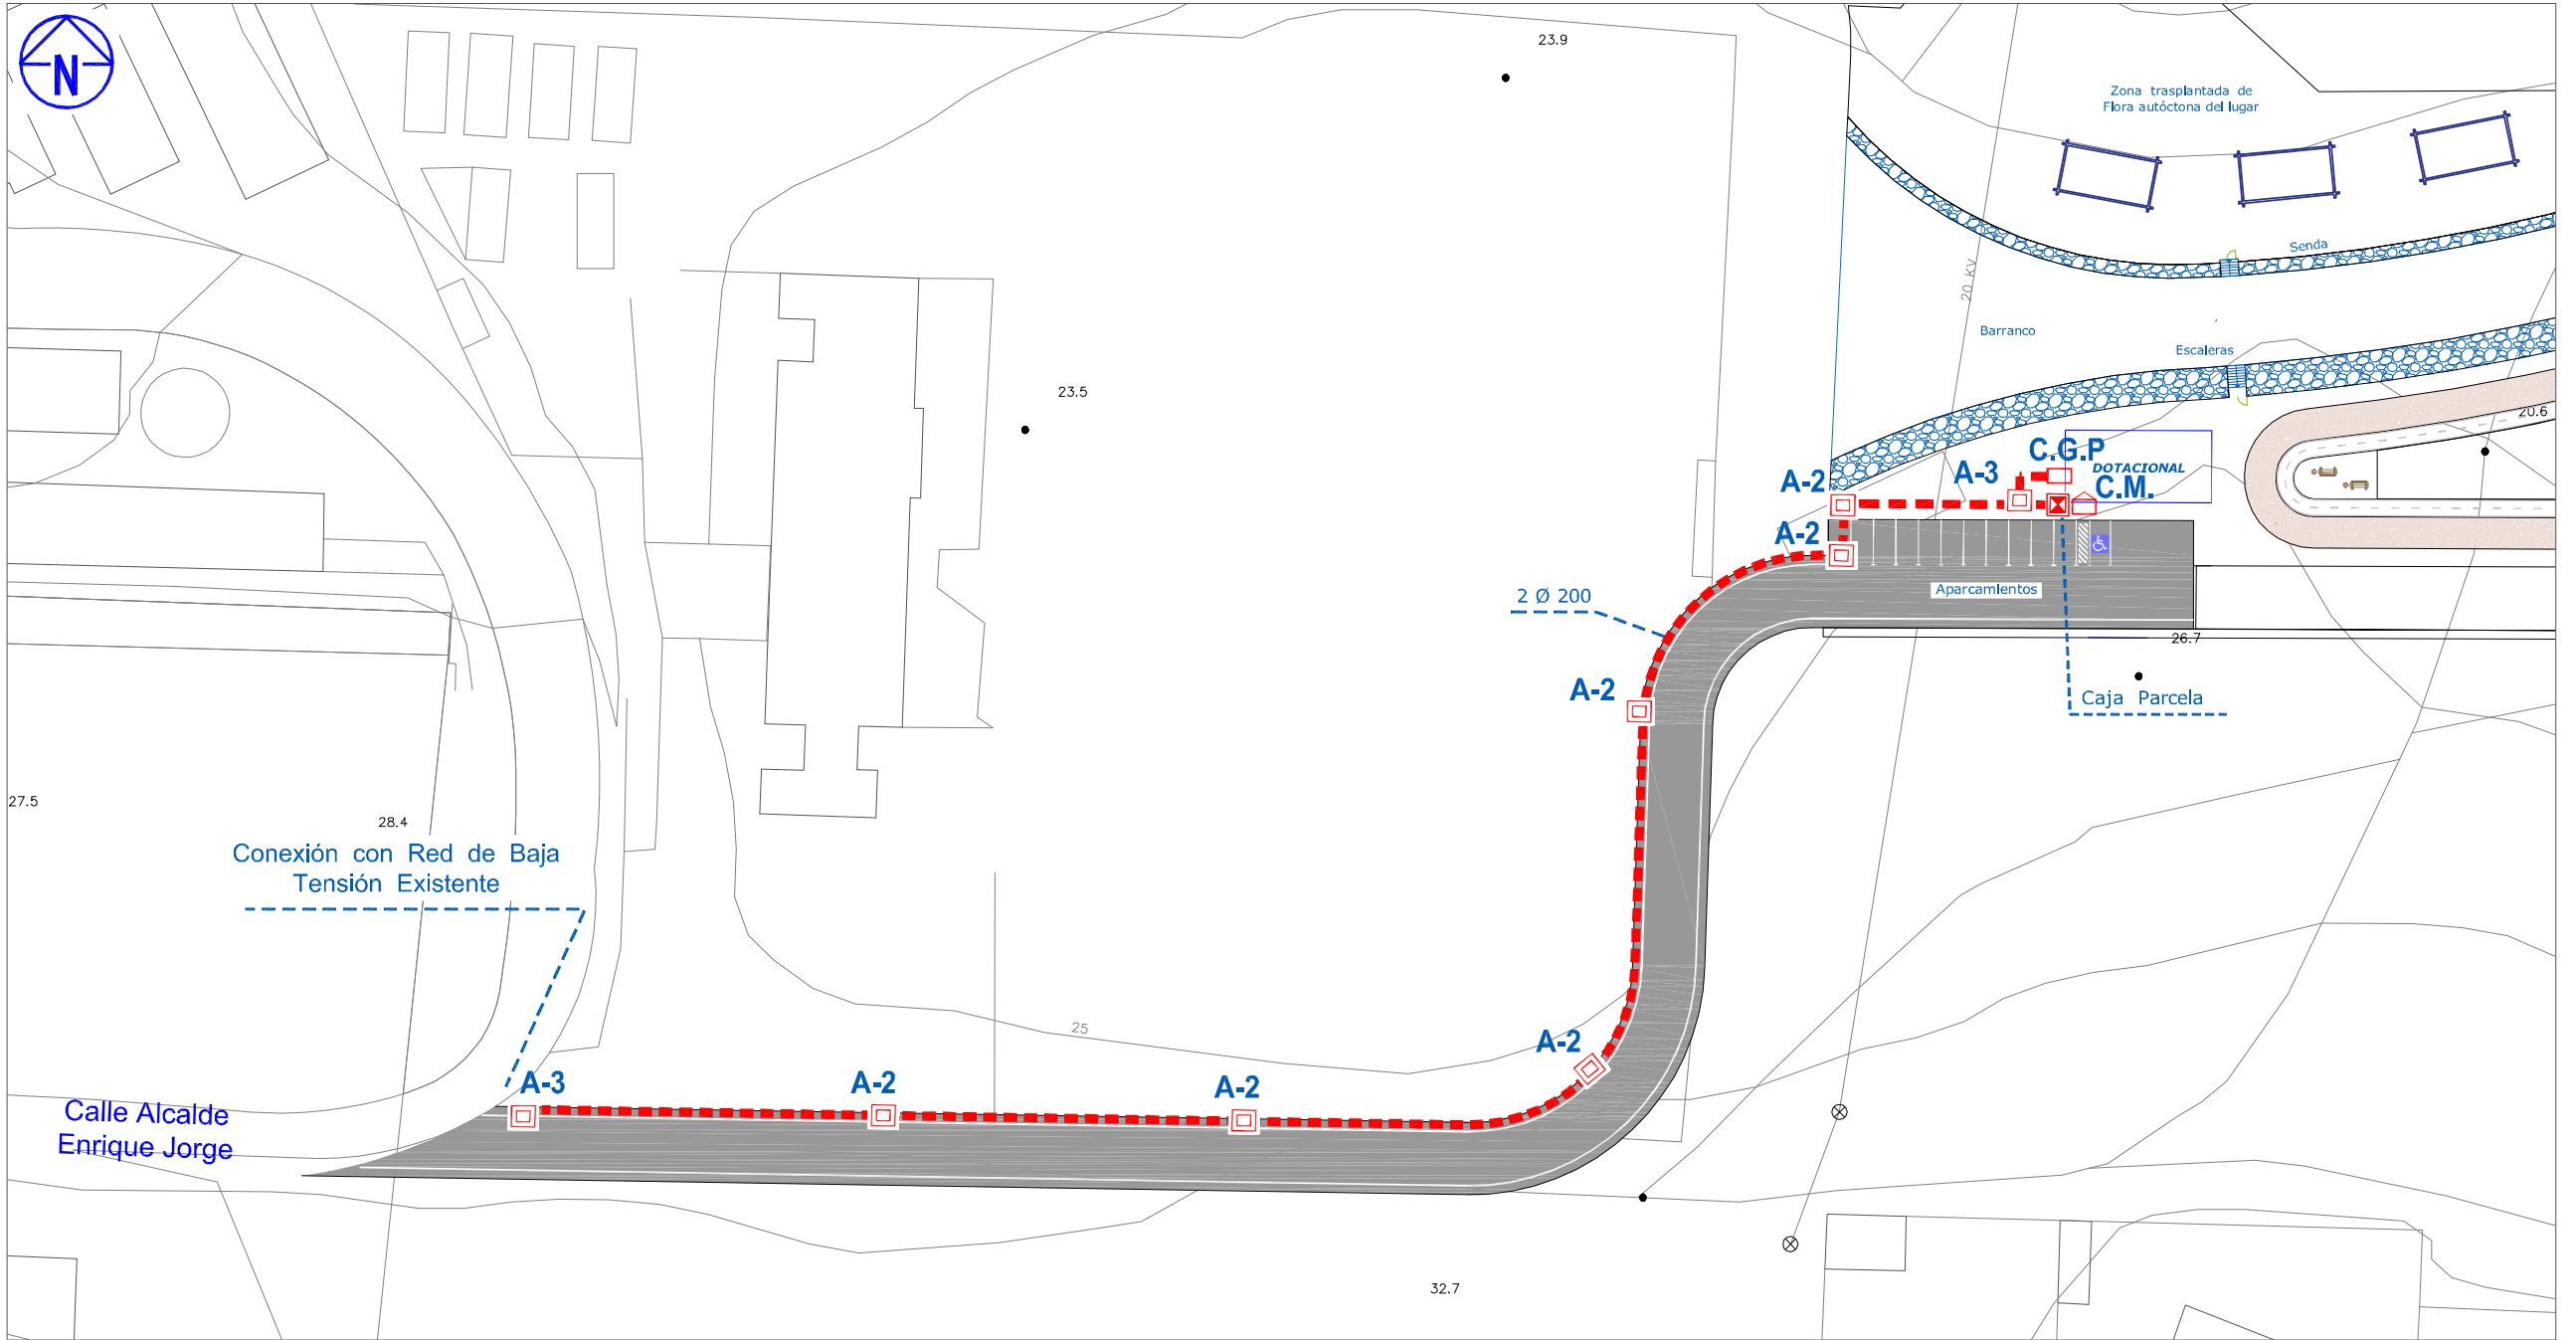 N
23.9
Zona trasplantada de
Flora autóctona del lugar
Senda
20 KV
Barranco
Escaleras
23.5
20.6
C.G.P
A-3
DOTACIONAL
C.M.
A-2
A-2
Aparcamientos
2 Ø 200
26.7
A-2
Caja Parcela
27.5
28.4
Conexión con Red de Baja
Tensión Existente
25
A-2
A-3
A-2
A-2
Calle Alcalde
Enrique Jorge
32.7